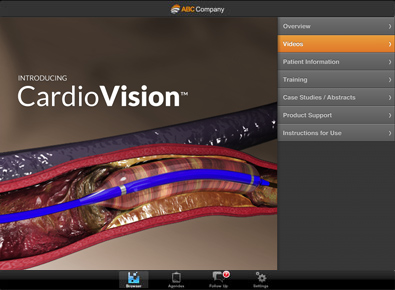 ABC Company
INTRODUCING
CardioVision™
Overview
Videos
Patient Information
Training
Case Studies / Abstracts
Product Support
Instructions for Use
Browser
Agendas
Follow Up
Settings